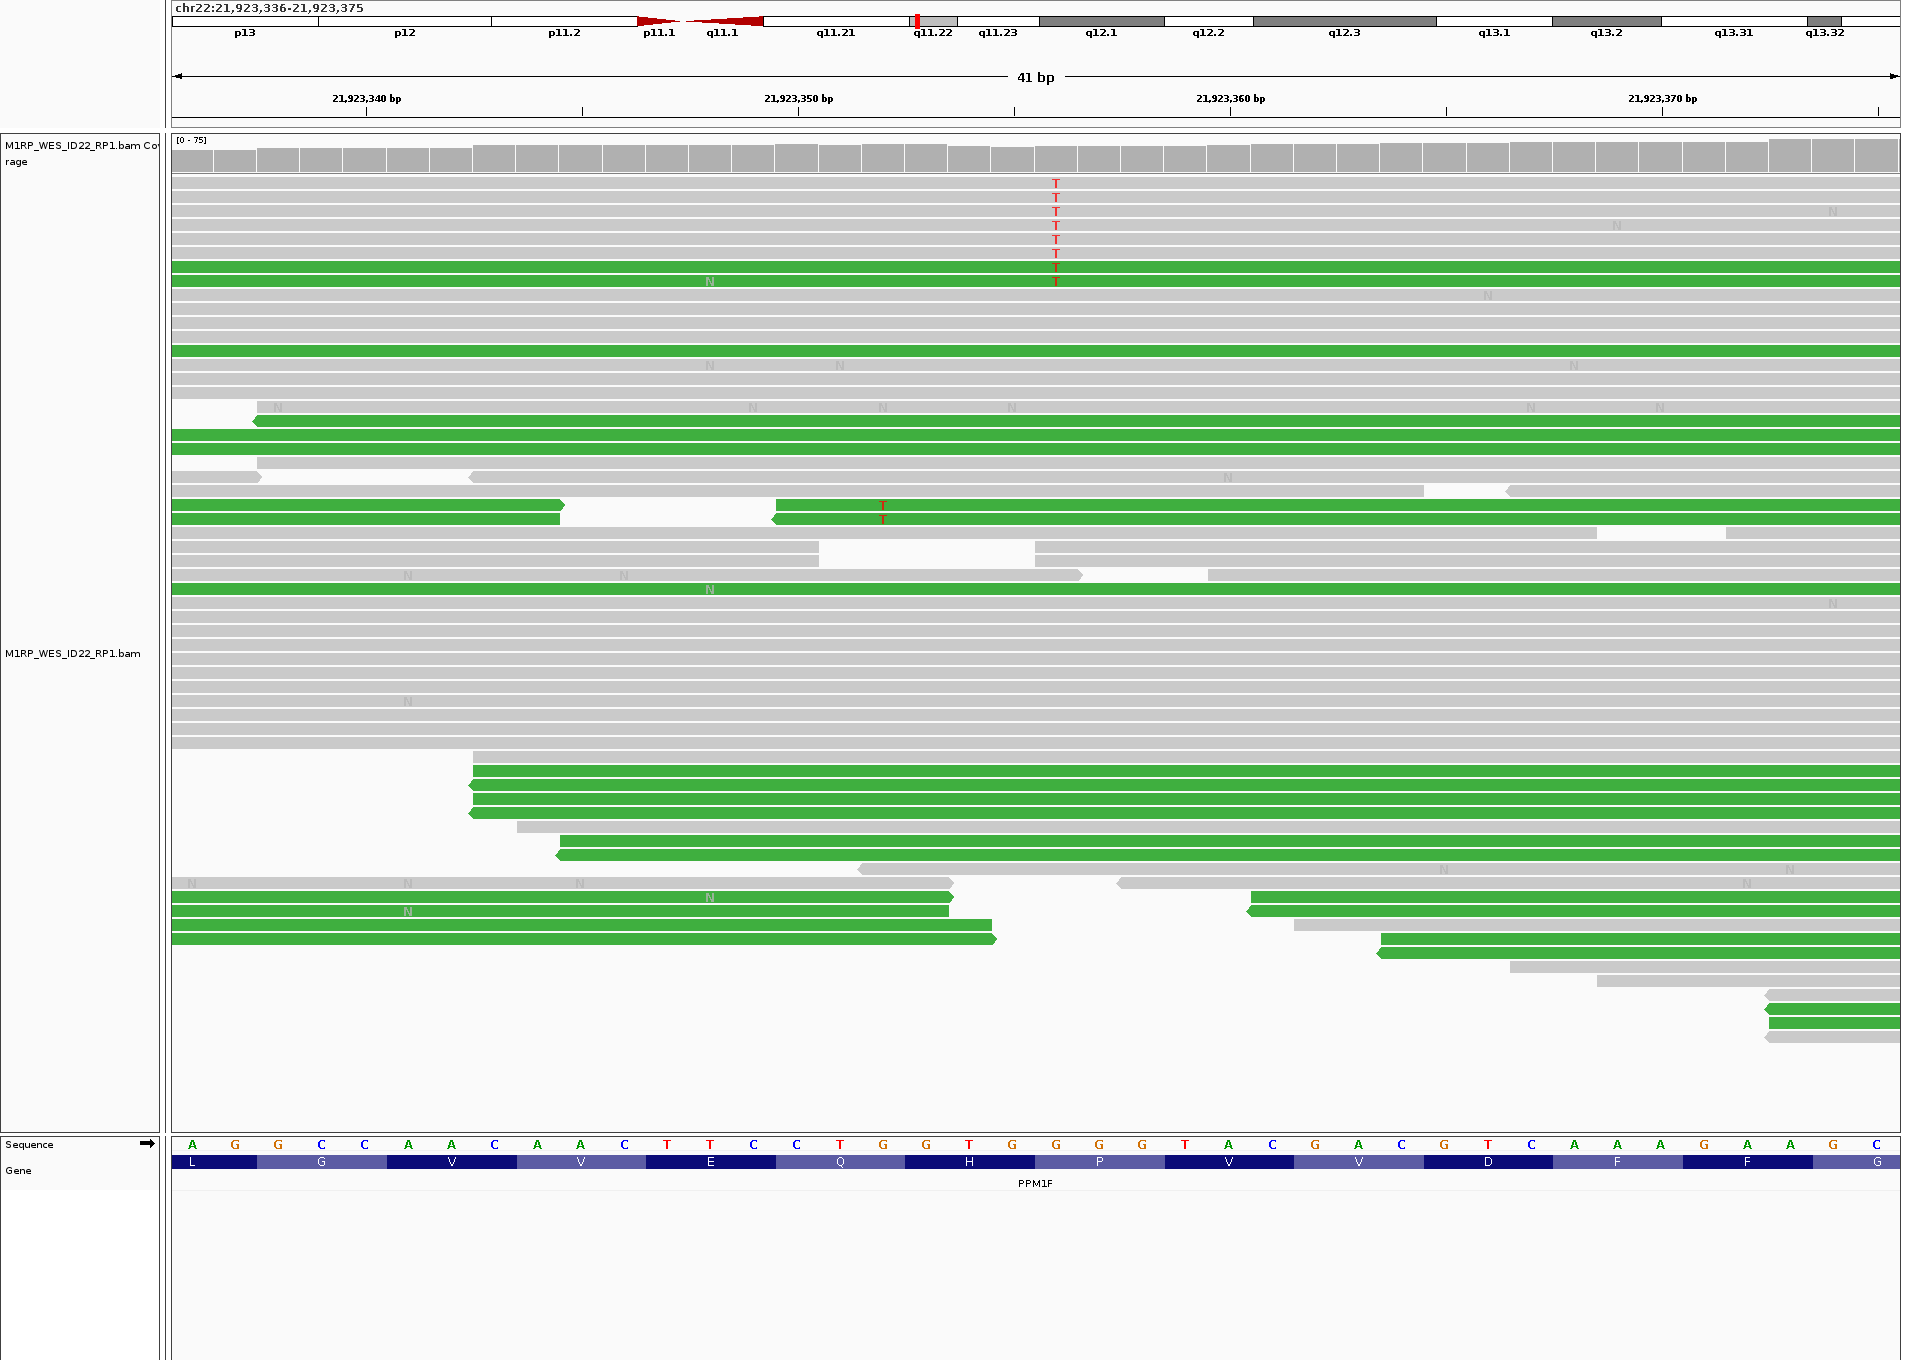 chr22:21,923,336-21,923,375
p13 p12 p11.2 p11.1 q11.1 q11.21 q11.22 q11.23 q12.1 q12.2 q12.3 q13.1 q13.2 q13.31 q13.32
41 bp
21,923,340 bp 21,923,350 bp 21,923,360 bp 21,923,370 bp
M1RP_WES_ID22_RP1.bam Co
rage
[0 - 75]
T
T
T N
T N
T
T
T
N T
N
N N N
N N N N N N
N
T
T
N N
N
N
M1RP_WES_ID22_RP1.bam
N
N N
N N N N
N
N
Sequence A G G C C A A C A A C T T C C T G G T G G G G T A C G A C G T C A A A G A A G C
Gene L G V V E Q H P V V D F F G
PPM1F